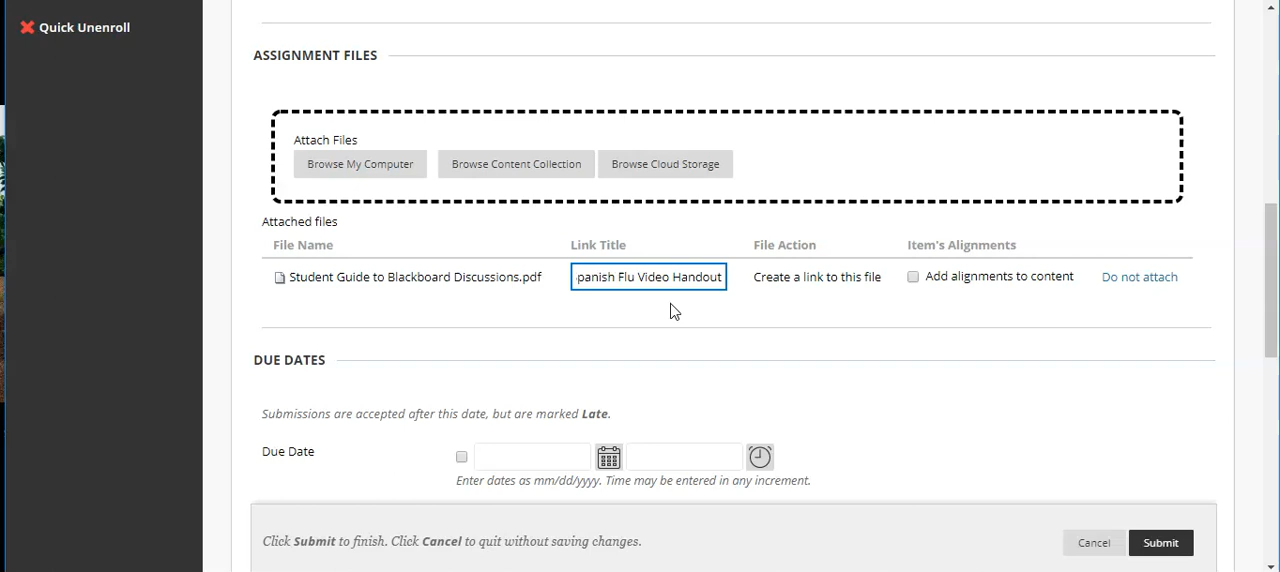 Quick Unenroll
ASSIGNMENT FILES
Attach Files
Browse My Computer Browse Content Collection Browse Cloud Storage
Attached files
File Name Link Title File Action Item's Alignments
Student Guide to Blackboard Discussions.pdf panish Flu Video Handout Create a link to this file Add alignments to content Do not attach
DUE DATES
Submissions are accepted after this date, but are marked Late.
Due Date
Enter dates as mm/dd/yyyy. Time may be entered in any increment.
Click Submit to finish. Click Cancel to quit without saving changes. Cancel Submit